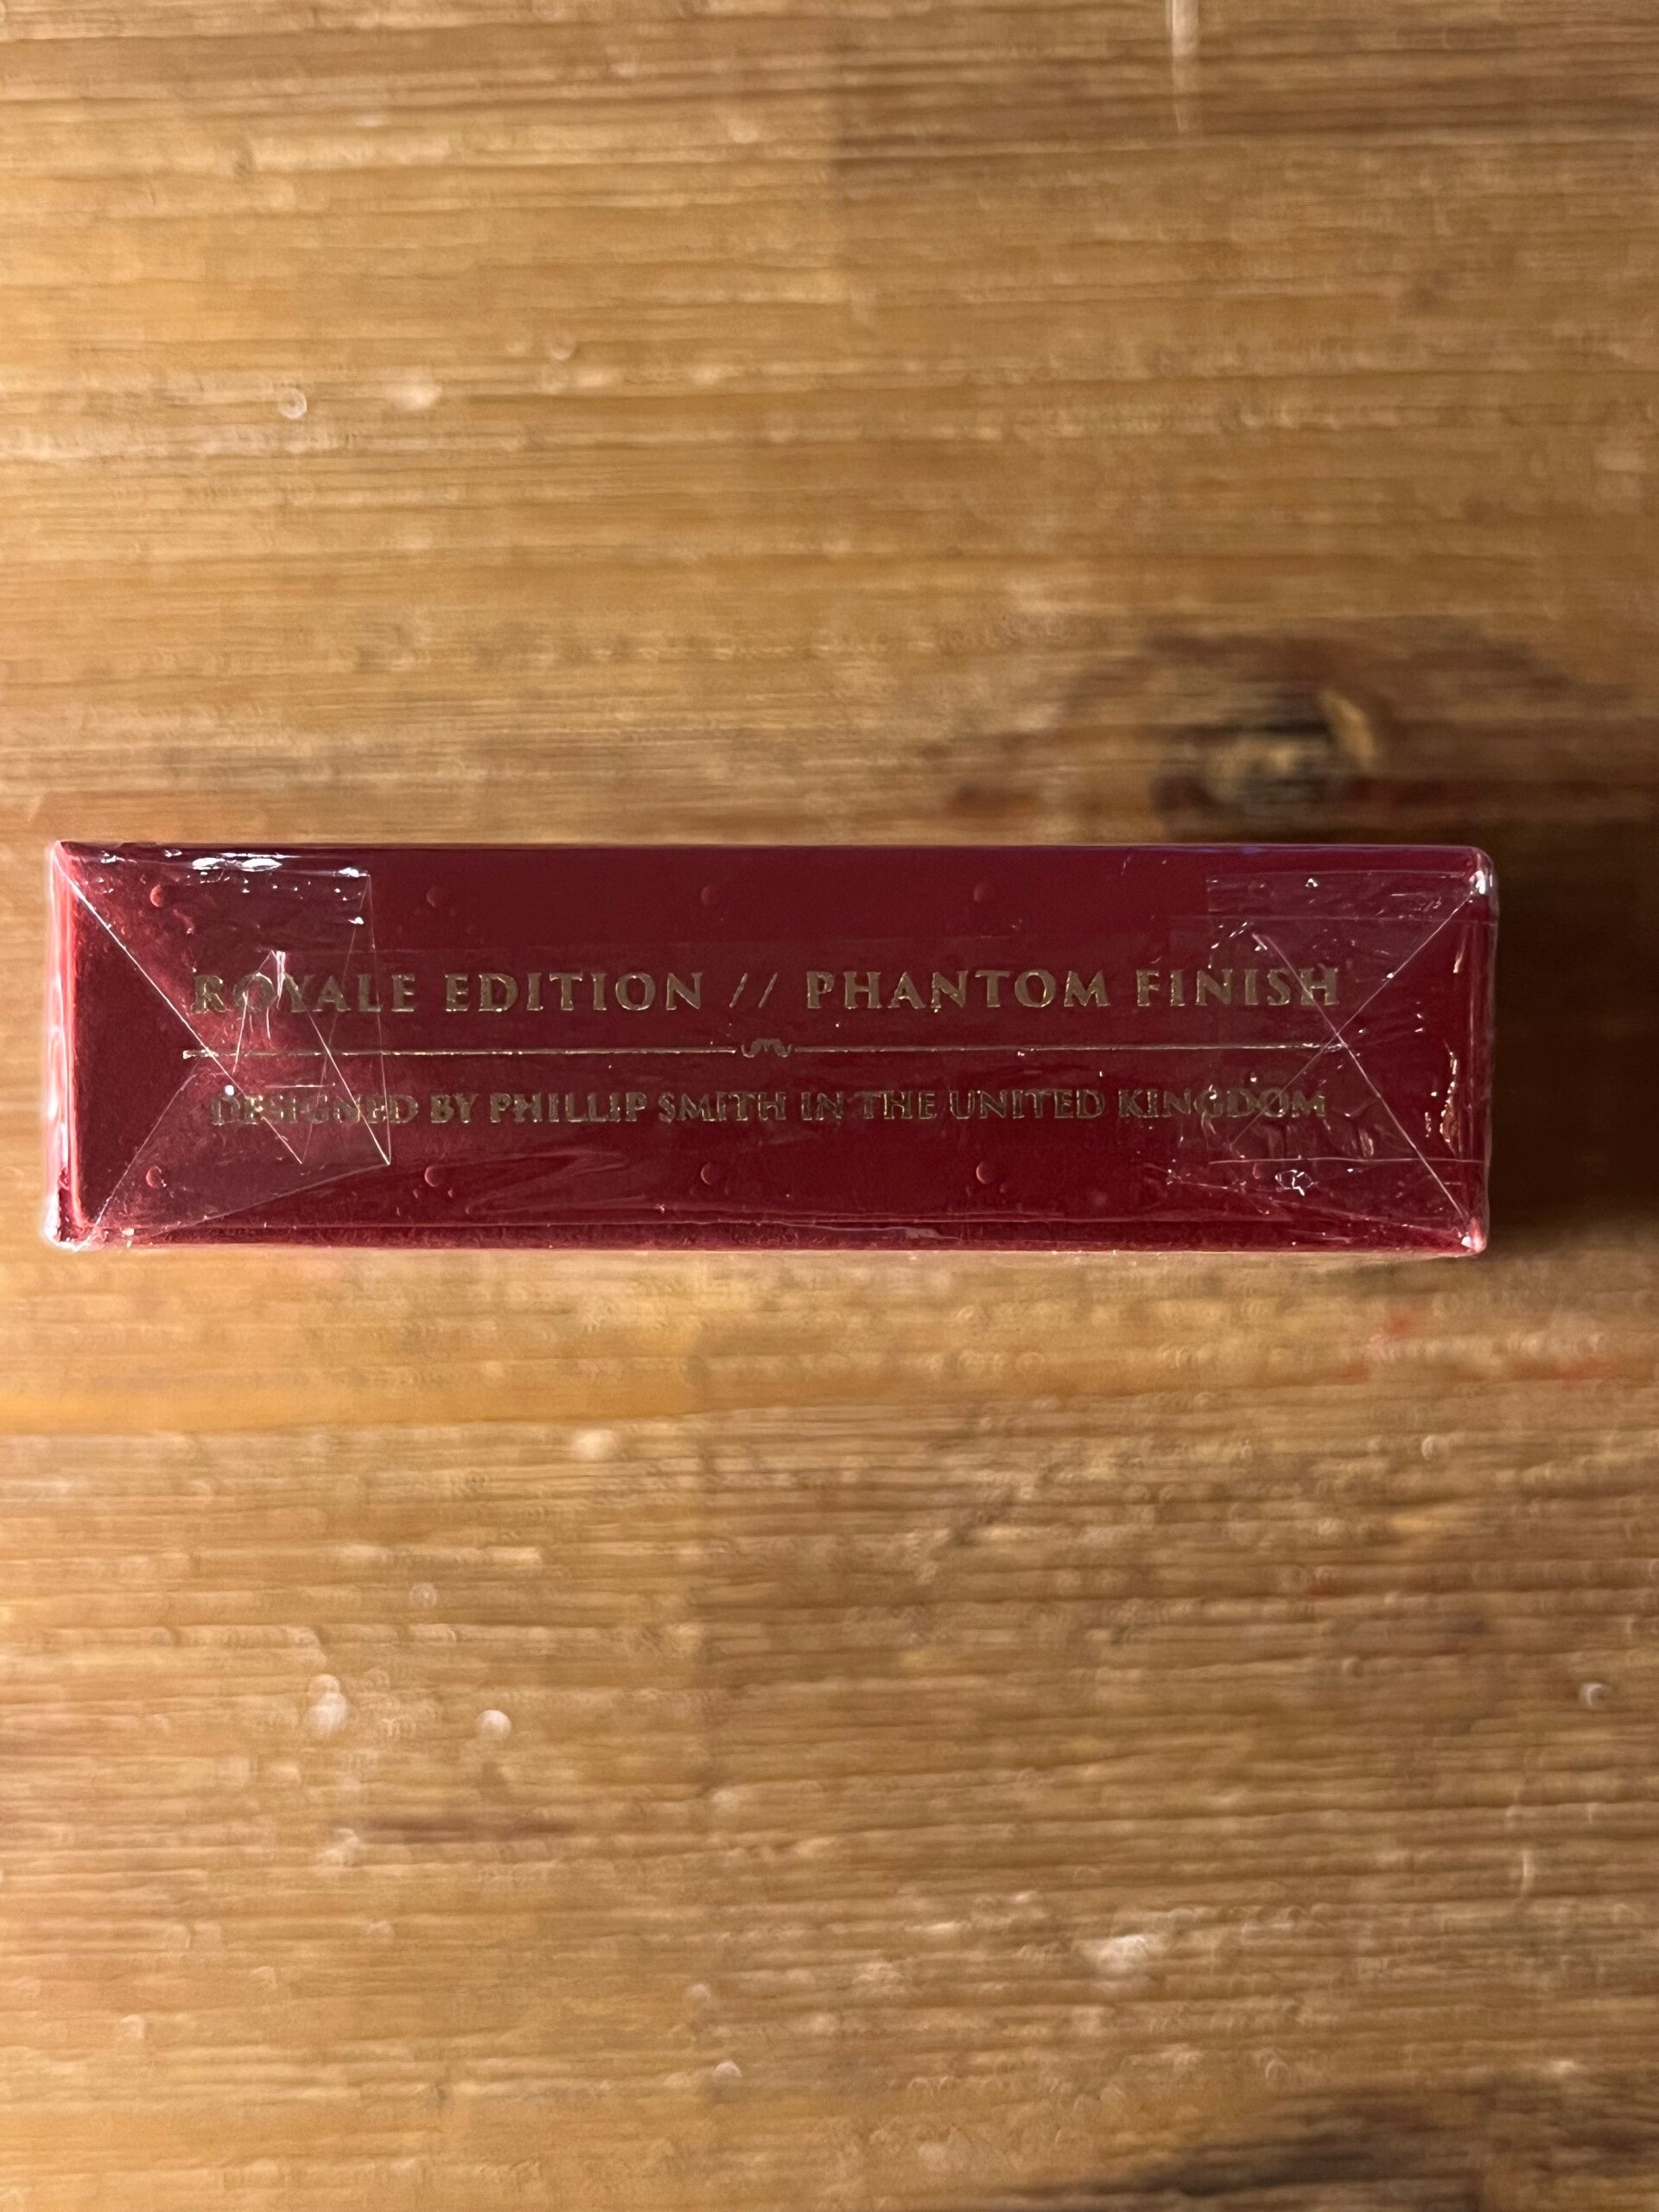 ROYALE EDITION // PHANTOM FINISH
DESIGNED BY PHILLIP SMITH IN THE UNITED KINGDOM